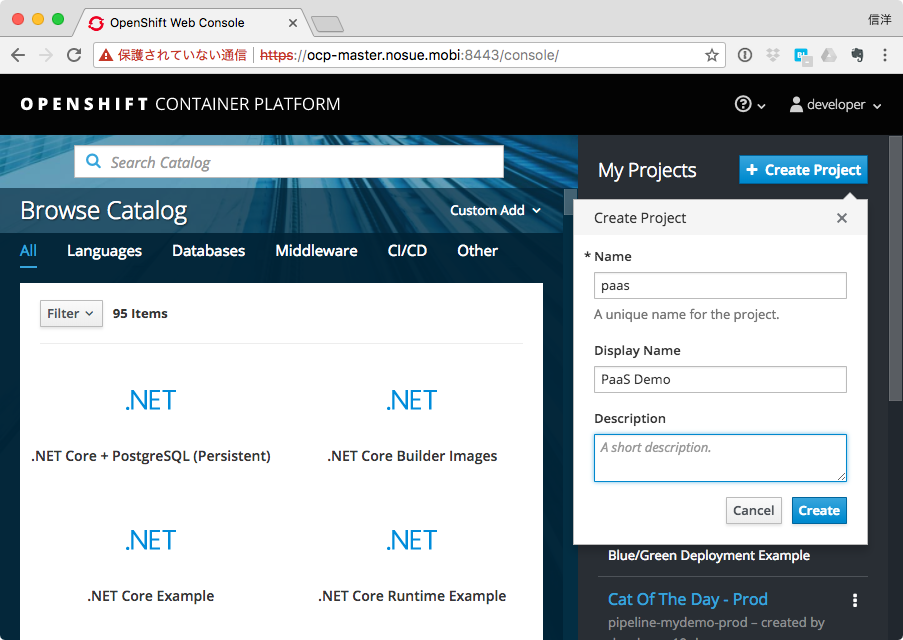 OpenShift Web Console
信洋
保護されていない通信 https://ocp-master.nosue.mobi:8443/console/
OPENSHIFT CONTAINER PLATFORM
developer
Search Catalog
My Projects
Create Project
Browse Catalog
Custom Add
All Languages Databases Middleware CI/CD Other
Filter 95 Items
.NET
.NET Core + PostgreSQL (Persistent)
.NET
.NET Core Builder Images
.NET
.NET Core Example
.NET
.NET Core Runtime Example
Create Project
* Name
paas
A unique name for the project.
Display Name
PaaS Demo
Description
A short description.
Cancel Create
Blue/Green Deployment Example
Cat Of The Day - Prod
pipeline-mydemo-prod – created by